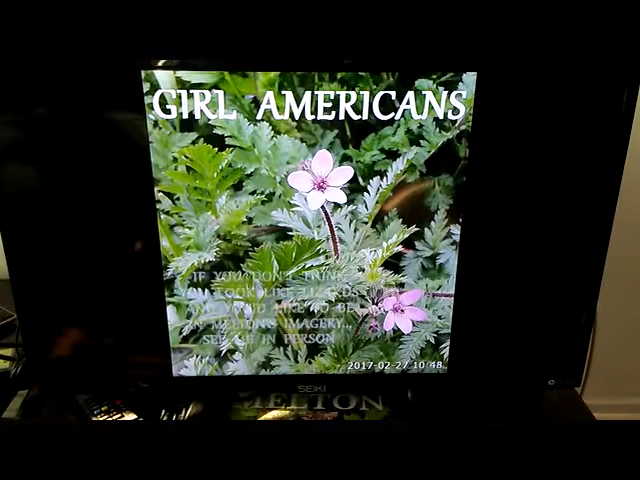 GIRL AMERICANS
IF YOU DON'T THINK
YOU LOOK LIKE LIZARDS
AND LIKE TO BE
IN MELTON'S IMAGERY...
SEE ME IN PERSON
2017-02-27 10:48
SEIKI
MELTON